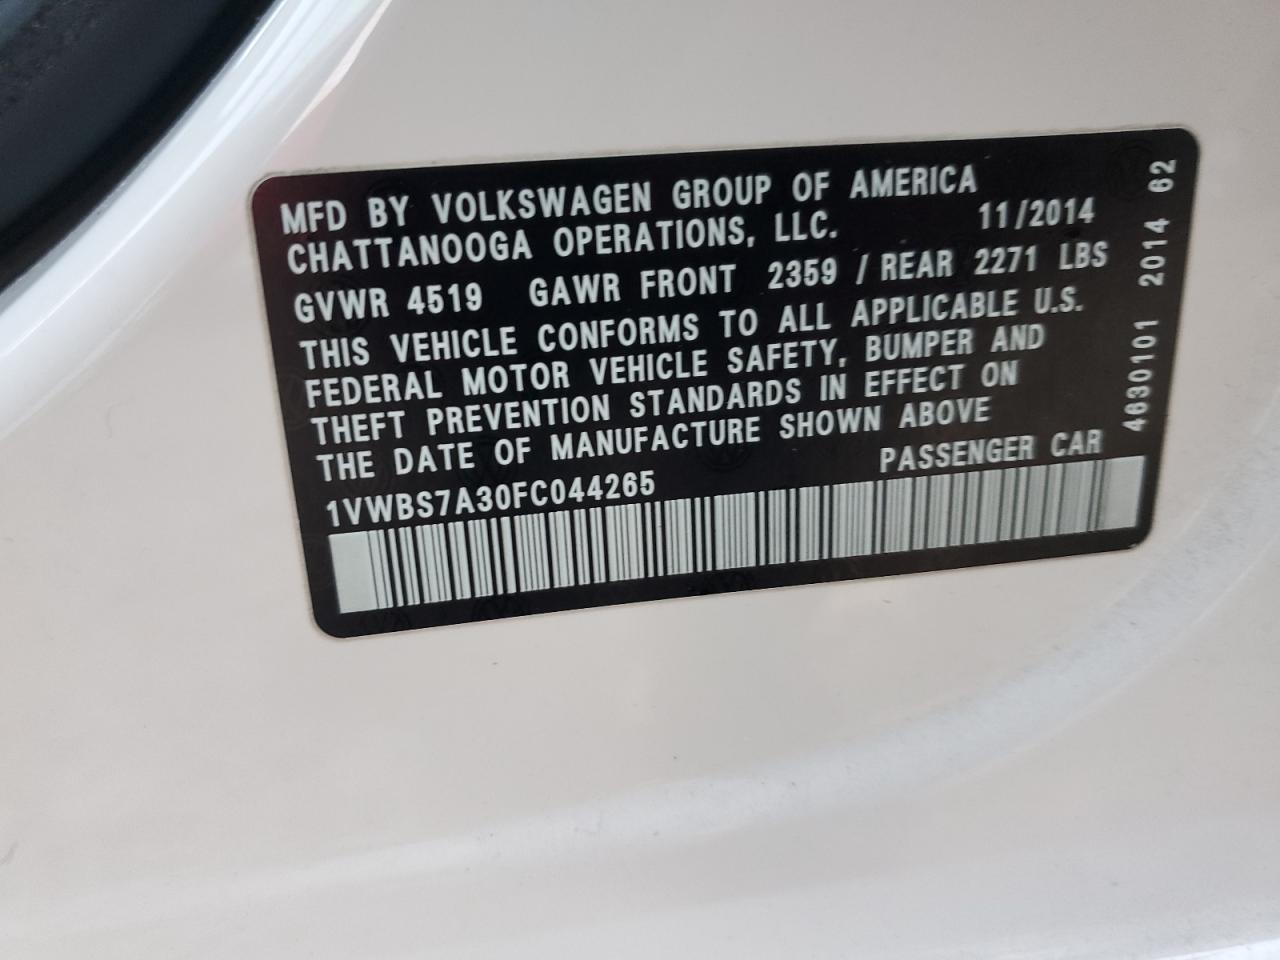 MFD BY VOLKSWAGEN GROUP OF AMERICA
CHATTANOOGA OPERATIONS, LLC. 11/2014
GVWR 4519 GAWR FRONT 2359 / REAR 2271 LBS
THIS VEHICLE CONFORMS TO ALL APPLICABLE U.S.
FEDERAL MOTOR VEHICLE SAFETY, BUMPER AND
THEFT PREVENTION STANDARDS IN EFFECT ON
THE DATE OF MANUFACTURE SHOWN ABOVE
1VWBS7A30FC044265 PASSENGER CAR
4630101 2014 62